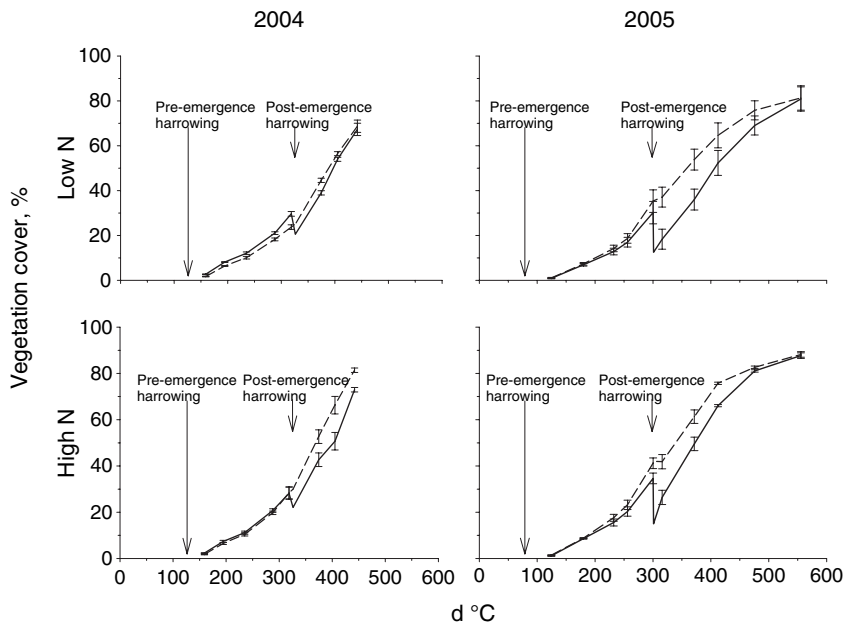 2004
2005
Vegetation cover, %
Low N
100
80
60
40
20
0
Pre-emergence
harrowing
Post-emergence
harrowing
Pre-emergence
harrowing
Post-emergence
harrowing
High N
100
80
60
40
20
0
Pre-emergence
harrowing
Post-emergence
harrowing
Pre-emergence
harrowing
Post-emergence
harrowing
0 100 200 300 400 500 600
0 100 200 300 400 500 600
d °C